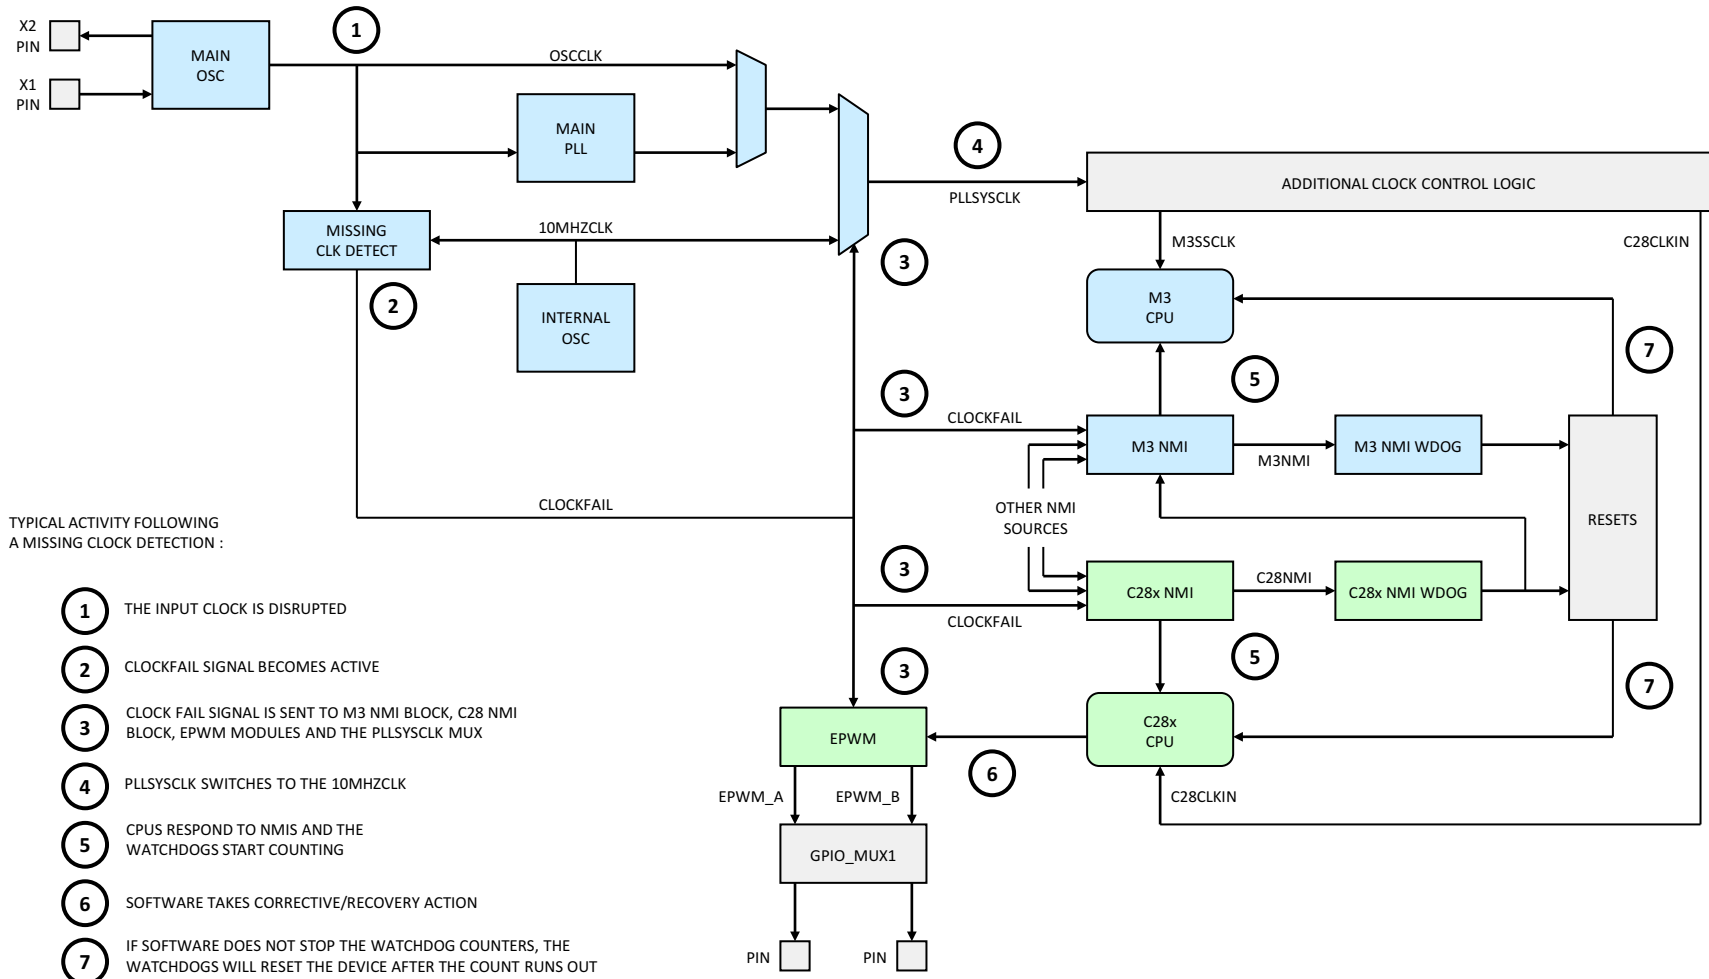 X2
PIN
X1
PIN
MAIN
OSC
1
OSCCLK
MAIN
PLL
4
PLLSYSCLK
ADDITIONAL CLOCK CONTROL LOGIC
MISSING
CLK DETECT
10MHZCLK
3
M3SSCLK
C28CLKIN
2
INTERNAL
OSC
M3
CPU
7
3
5
CLOCKFAIL
M3 NMI
M3NMI
M3 NMI WDOG
CLOCKFAIL
OTHER NMI
SOURCES
RESETS
3
C28x NMI
C28NMI
C28x NMI WDOG
CLOCKFAIL
3
5
7
EPWM
C28x
CPU
6
EPWM_A
EPWM_B
C28CLKIN
GPIO_MUX1
PIN
PIN
TYPICAL ACTIVITY FOLLOWING
A MISSING CLOCK DETECTION :
1 THE INPUT CLOCK IS DISRUPTED
2 CLOCKFAIL SIGNAL BECOMES ACTIVE
3 CLOCK FAIL SIGNAL IS SENT TO M3 NMI BLOCK, C28 NMI
BLOCK, EPWM MODULES AND THE PLLSYSCLK MUX
4 PLLSYSCLK SWITCHES TO THE 10MHZCLK
5 CPUS RESPOND TO NMIS AND THE
WATCHDOGS START COUNTING
6 SOFTWARE TAKES CORRECTIVE/RECOVERY ACTION
7 IF SOFTWARE DOES NOT STOP THE WATCHDOG COUNTERS, THE
WATCHDOGS WILL RESET THE DEVICE AFTER THE COUNT RUNS OUT